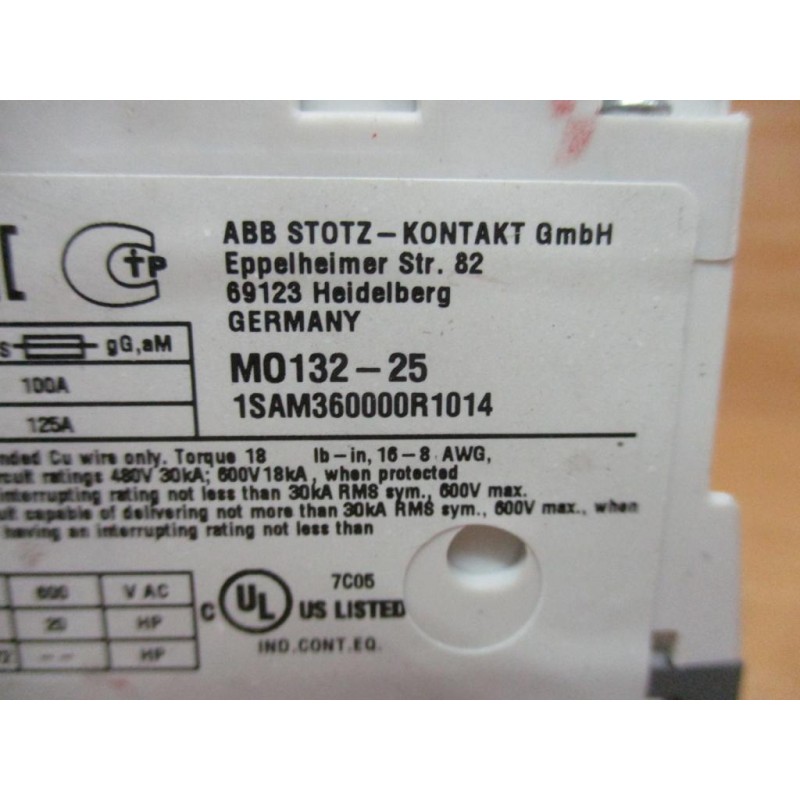 ABB STOTZ-KONTAKT GmbH
Eppelheimer Str. 82
69123 Heidelberg
GERMANY
MO132-25
1SAM360000R1014
gG,aM
100A
125A
Cu wire only. Torque 18 lb-in, 16-8 AWG,
ratings 480V 30kA; 600V 18kA, when protected
interrupting rating not less than 30kA RMS sym., 600V max.
capable of delivering not more than 30kA RMS sym., 600V max., when
having an interrupting rating not less than
600 V AC
20 HP
-- HP
C UL US LISTED
7C05
IND.CONT.EQ.